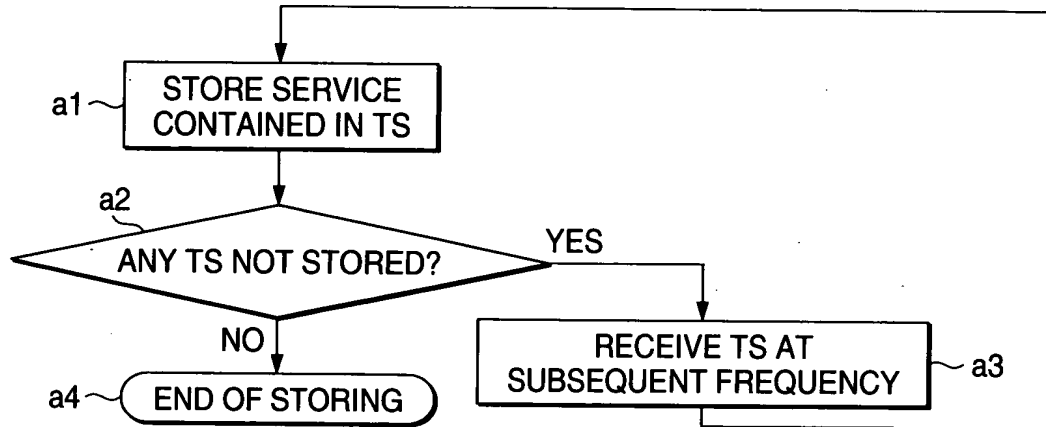 a1
STORE SERVICE
CONTAINED IN TS
a2
ANY TS NOT STORED?
YES
NO
RECEIVE TS AT
SUBSEQUENT FREQUENCY
a3
a4
END OF STORING